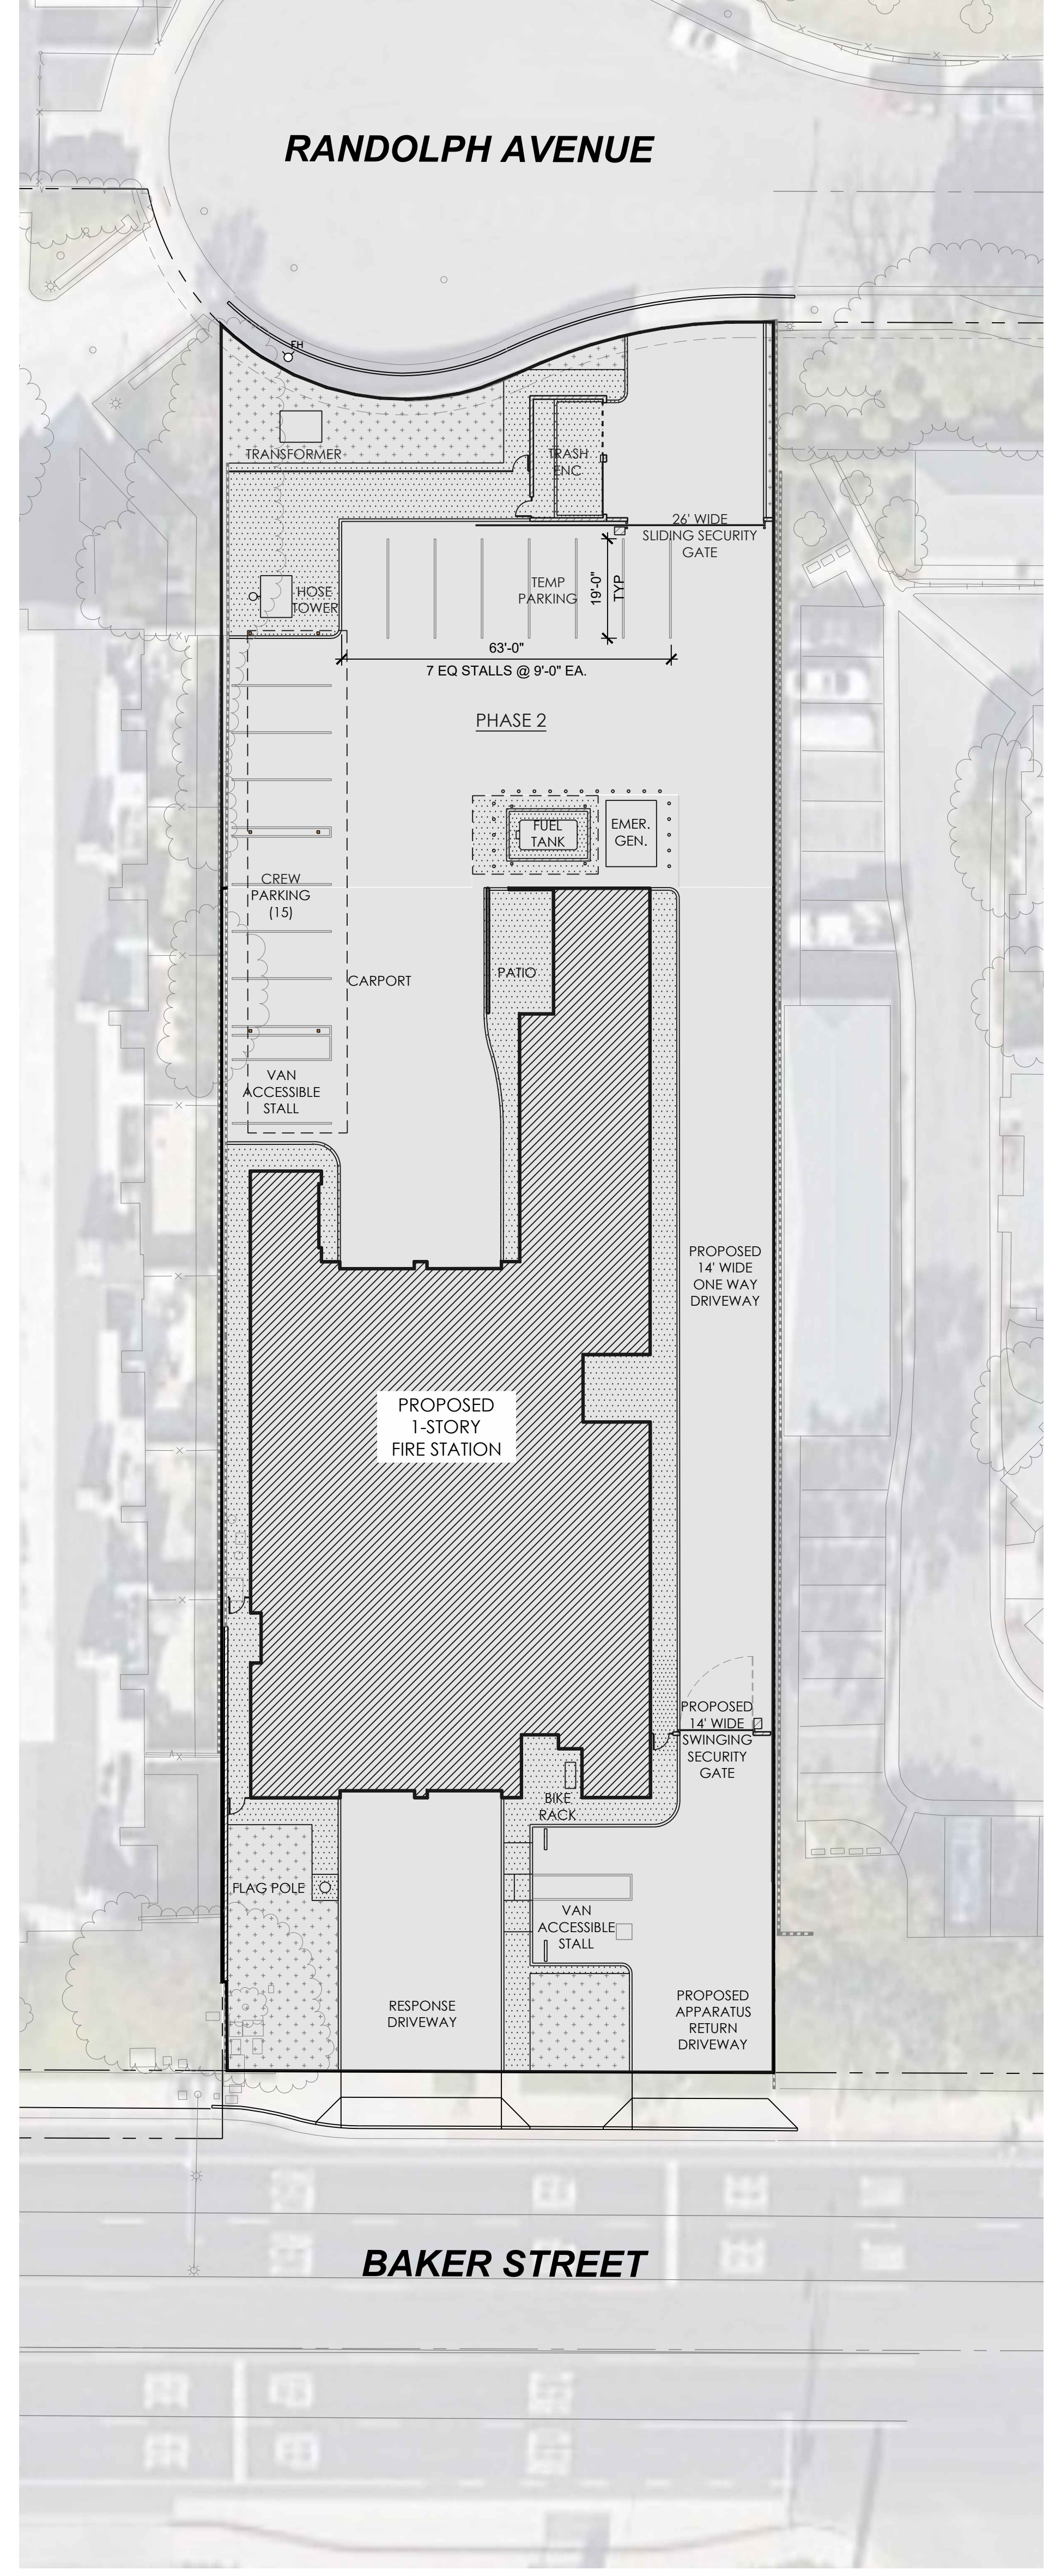 RANDOLPH AVENUE
FH
TRANSFORMER
TRASH
ENC
26' WIDE
SLIDING SECURITY
GATE
HOSE
TOWER
TEMP
PARKING
19'-0"
TYP
63'-0"
7 EQ STALLS @ 9'-0" EA.
PHASE 2
FUEL
TANK
EMER.
GEN.
CREW
PARKING
(15)
CARPORT
PATIO
VAN
ACCESSIBLE
STALL
PROPOSED
14' WIDE
ONE WAY
DRIVEWAY
PROPOSED
1-STORY
FIRE STATION
PROPOSED
14' WIDE
SWINGING
SECURITY
GATE
BIKE
RACK
FLAG POLE
VAN
ACCESSIBLE
STALL
RESPONSE
DRIVEWAY
PROPOSED
APPARATUS
RETURN
DRIVEWAY
BAKER STREET